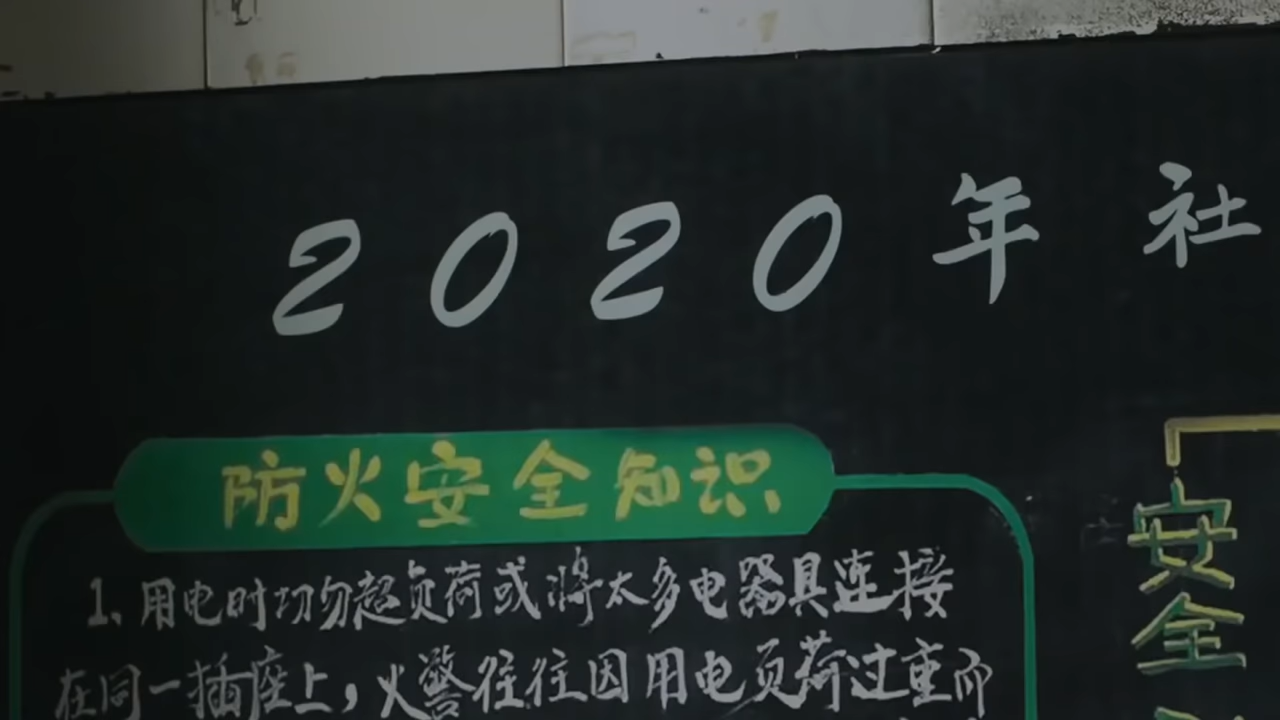 2020年社
防火安全知识
1、用电时切勿超负荷或将太多电器具连接
在同一插座上，火警往往因用电负荷过重而
安全